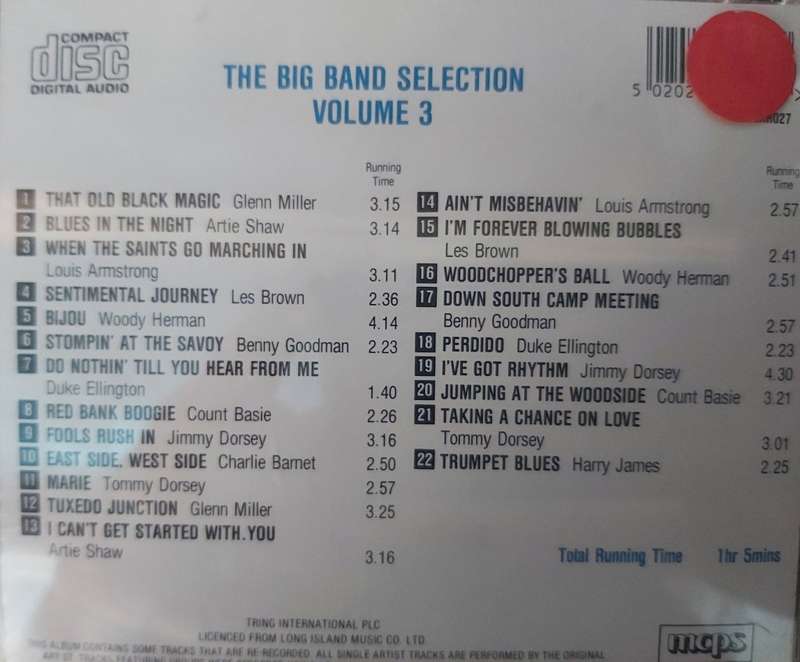 COMPACT
disc
DIGITAL AUDIO
THE BIG BAND SELECTION
VOLUME 3
5 0202
027
Running
Time
1 THAT OLD BLACK MAGIC Glenn Miller 3.15
2 BLUES IN THE NIGHT Artie Shaw 3.14
3 WHEN THE SAINTS GO MARCHING IN
Louis Armstrong 3.11
4 SENTIMENTAL JOURNEY Les Brown 2.36
5 BIJOU Woody Herman 4.14
6 STOMPIN' AT THE SAVOY Benny Goodman 2.23
7 DO NOTHIN' TILL YOU HEAR FROM ME
Duke Ellington 1.40
8 RED BANK BOOGIE Count Basie 2.26
9 FOOLS RUSH IN Jimmy Dorsey 3.16
10 EAST SIDE. WEST SIDE Charlie Barnet 2.50
11 MARIE Tommy Dorsey 2.57
12 TUXEDO JUNCTION Glenn Miller 3.25
13 I CAN'T GET STARTED WITH.YOU
Artie Shaw 3.16
Running
Time
14 AIN'T MISBEHAVIN' Louis Armstrong 2.57
15 I'M FOREVER BLOWING BUBBLES
Les Brown 2.41
16 WOODCHOPPER'S BALL Woody Herman 2.51
17 DOWN SOUTH CAMP MEETING
Benny Goodman 2.57
18 PERDIDO Duke Ellington 2.23
19 I'VE GOT RHYTHM Jimmy Dorsey 4.30
20 JUMPING AT THE WOODSIDE Count Basie 3.21
21 TAKING A CHANCE ON LOVE
Tommy Dorsey 3.01
22 TRUMPET BLUES Harry James 2.25
Total Running Time 1hr 5mins
TRING INTERNATIONAL PLC
LICENCED FROM LONG ISLAND MUSIC CO. LTD.
THIS ALBUM CONTAINS SOME TRACKS THAT ARE RE-RECORDED. ALL SINGLE ARTIST TRACKS ARE PERFORMED BY THE ORIGINAL
mcps